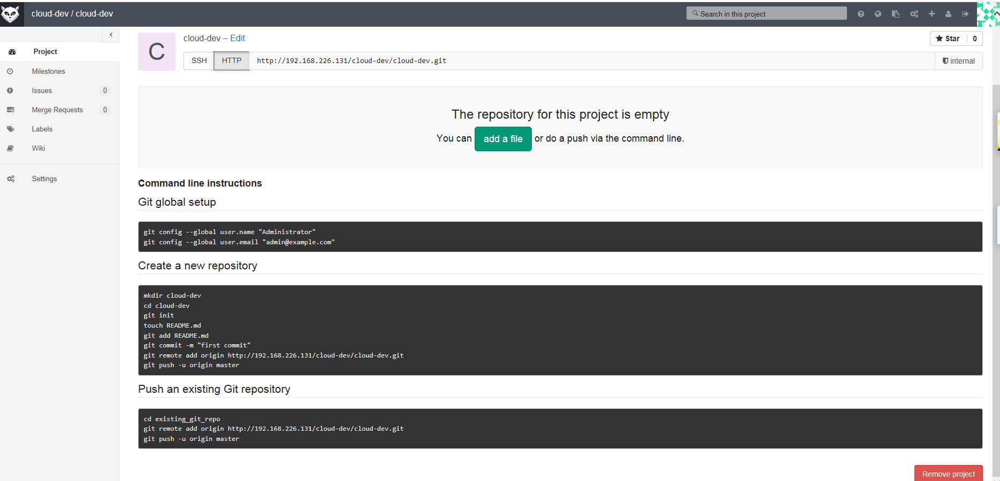 cloud-dev / cloud-dev
Search in this project
Project
Milestones
Issues 0
Merge Requests 0
Labels
Wiki
Settings
C
cloud-dev – Edit
Star 0
SSH HTTP http://192.168.226.131/cloud-dev/cloud-dev.git internal
The repository for this project is empty
You can add a file or do a push via the command line.
Command line instructions
Git global setup
git config --global user.name "Administrator"
git config --global user.email "admin@example.com"
Create a new repository
mkdir cloud-dev
cd cloud-dev
git init
touch README.md
git add README.md
git commit -m "first commit"
git remote add origin http://192.168.226.131/cloud-dev/cloud-dev.git
git push -u origin master
Push an existing Git repository
cd existing_git_repo
git remote add origin http://192.168.226.131/cloud-dev/cloud-dev.git
git push -u origin master
Remove project